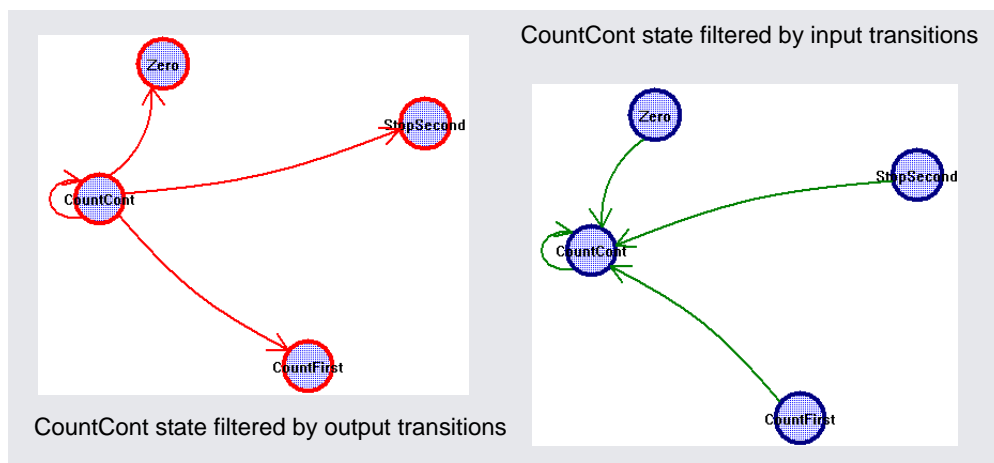 Zero
StopSecond
CountCont
CountFirst
CountCont state filtered by output transitions
CountCont state filtered by input transitions
Zero
StopSecond
CountCont
CountFirst